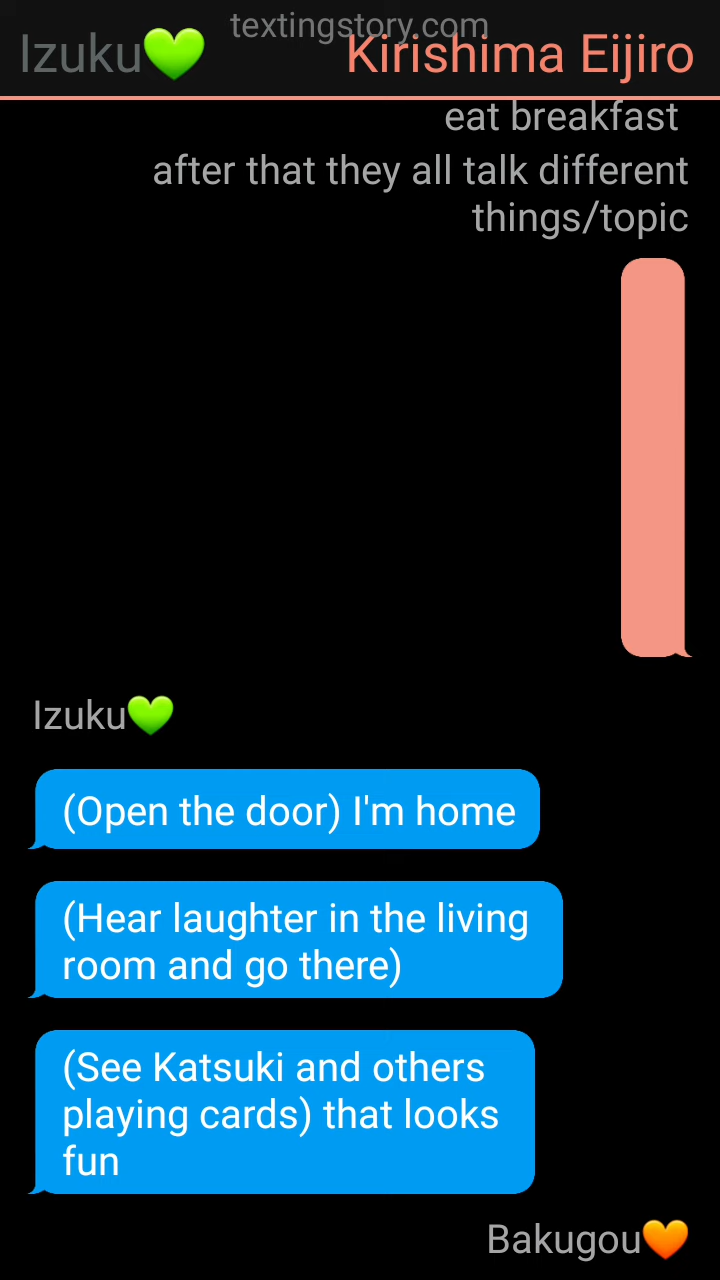 textingstory.com
Izuku💚
Kirishima Eijiro
eat breakfast
after that they all talk different
things/topic
Izuku💚
(Open the door) I'm home
(Hear laughter in the living
room and go there)
(See Katsuki and others
playing cards) that looks
fun
Bakugou🧡